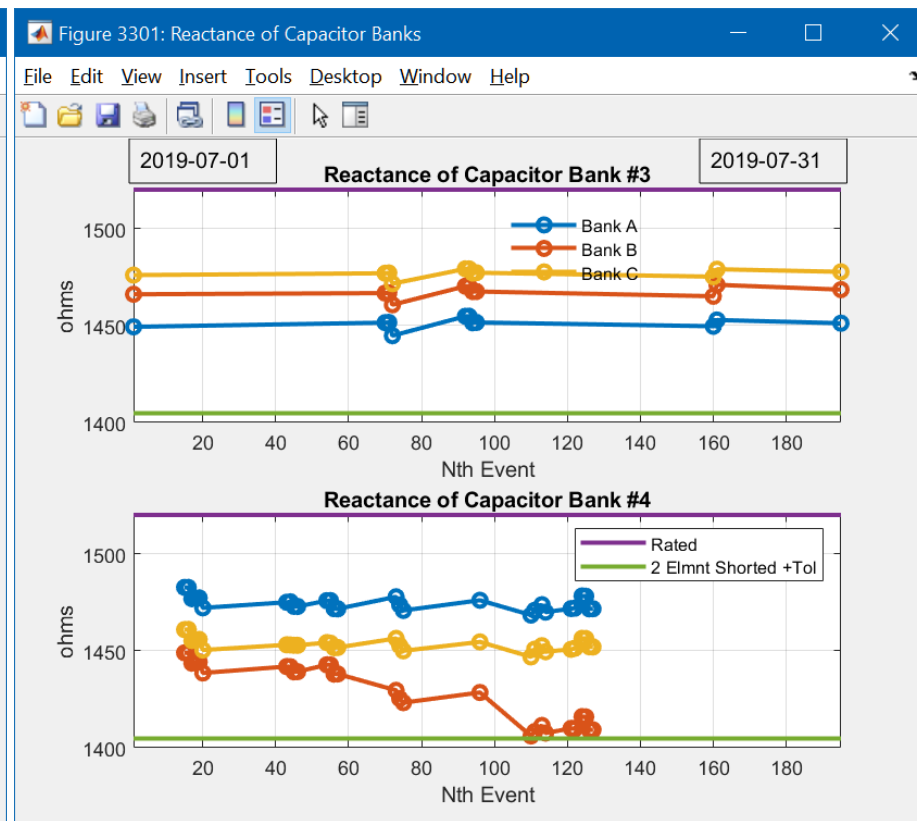 Figure 3301: Reactance of Capacitor Banks
File Edit View Insert Tools Desktop Window Help
2019-07-01
2019-07-31
Reactance of Capacitor Bank #3
Bank A
Bank B
Bank C
1500
1450
1400
ohms
20 40 60 80 100 120 140 160 180
Nth Event
Reactance of Capacitor Bank #4
Rated
2 Elmnt Shorted +Tol
1500
1450
1400
ohms
20 40 60 80 100 120 140 160 180
Nth Event